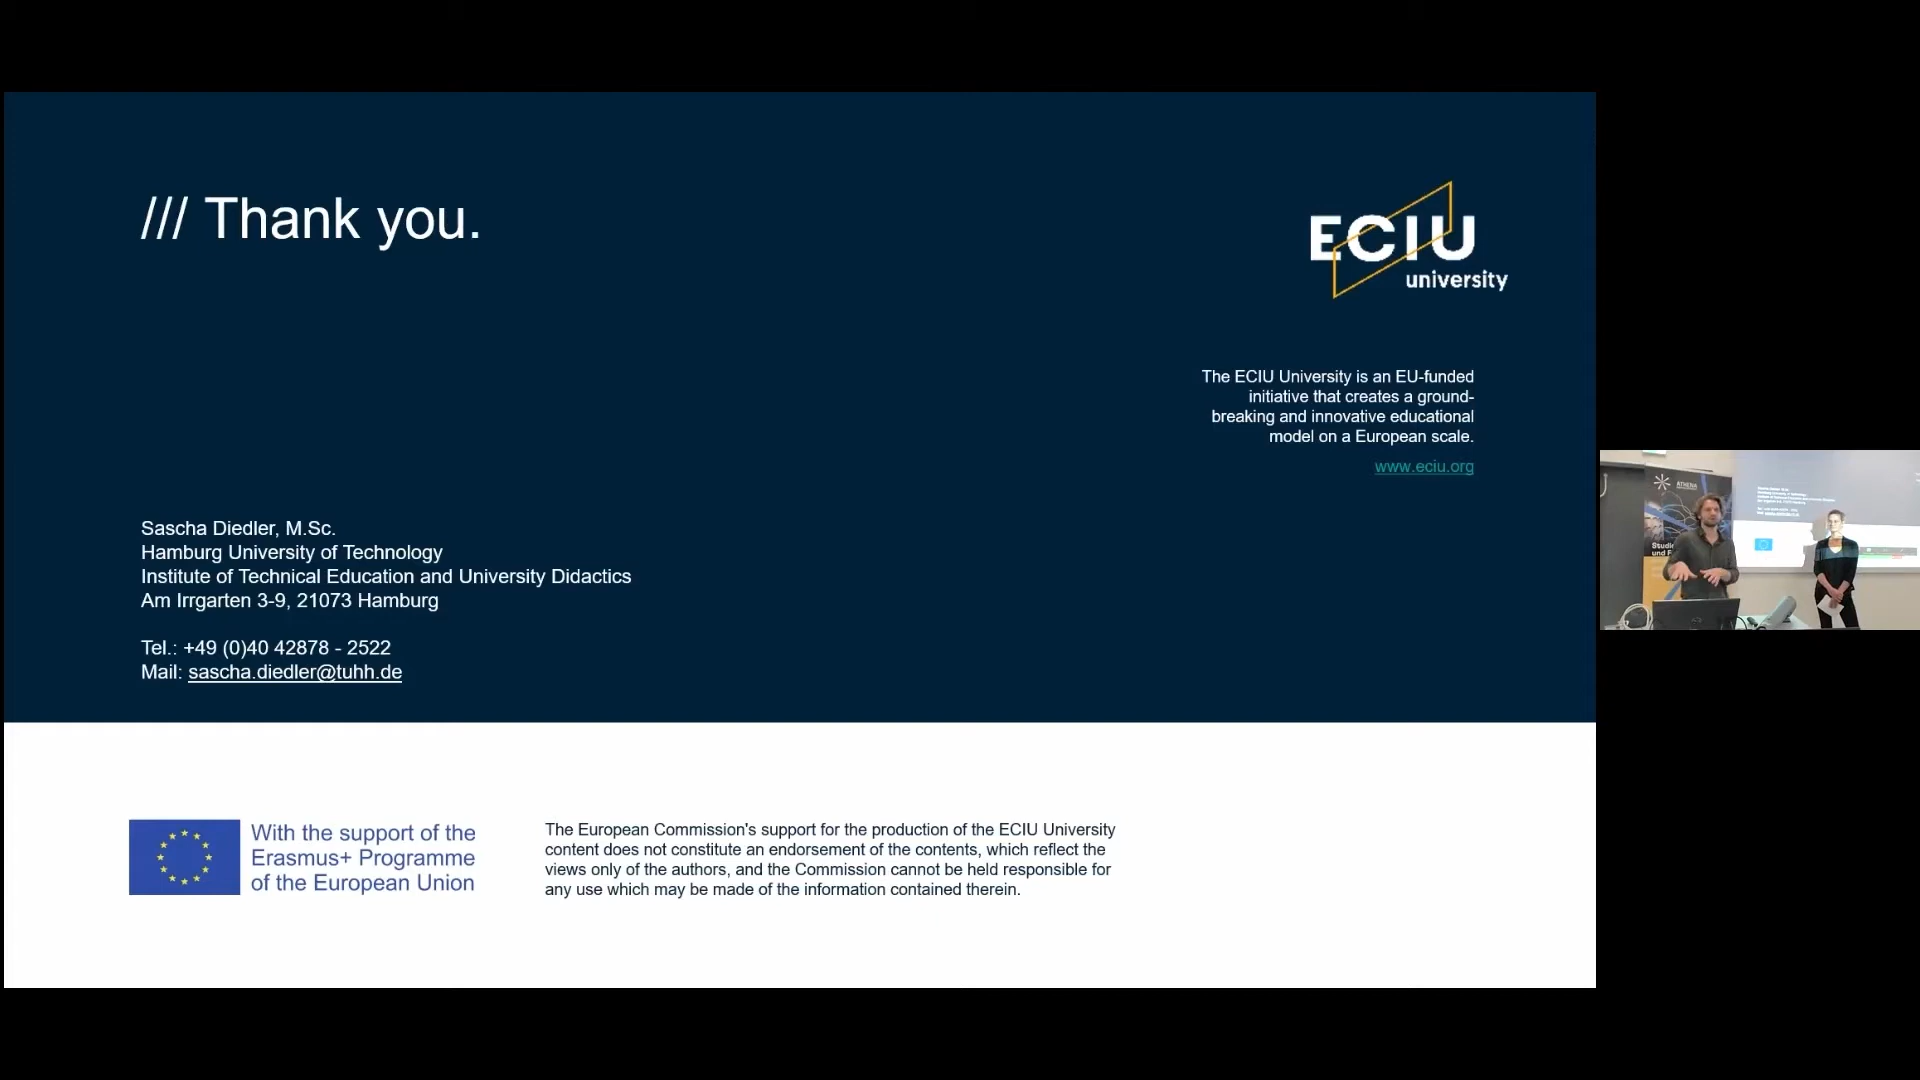 /// Thank you.
ECIU
university
The ECIU University is an EU-funded
initiative that creates a ground-
breaking and innovative educational
model on a European scale.
www.eciu.org
Sascha Diedler, M.Sc.
Hamburg University of Technology
Institute of Technical Education and University Didactics
Am Irrgarten 3-9, 21073 Hamburg
Tel.: +49 (0)40 42878 - 2522
Mail: sascha.diedler@tuhh.de
With the support of the
Erasmus+ Programme
of the European Union
The European Commission's support for the production of the ECIU University
content does not constitute an endorsement of the contents, which reflect the
views only of the authors, and the Commission cannot be held responsible for
any use which may be made of the information contained therein.
ATHENA